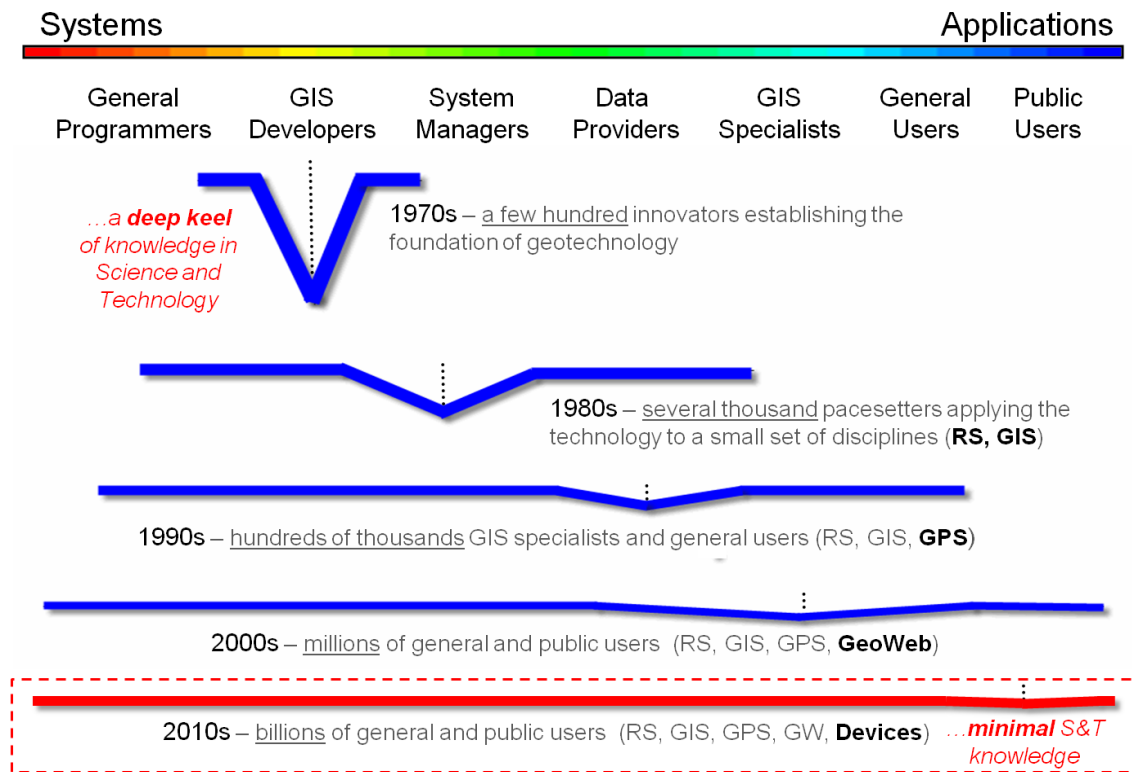 Systems
Applications
General
Programmers
GIS
Developers
System
Managers
Data
Providers
GIS
Specialists
General
Users
Public
Users
...a deep keel
of knowledge in
Science and
Technology
1970s – a few hundred innovators establishing the
foundation of geotechnology
1980s – several thousand pacesetters applying the
technology to a small set of disciplines (RS, GIS)
1990s – hundreds of thousands GIS specialists and general users (RS, GIS, GPS)
2000s – millions of general and public users (RS, GIS, GPS, GeoWeb)
2010s – billions of general and public users (RS, GIS, GPS, GW, Devices)
...minimal S&T
knowledge